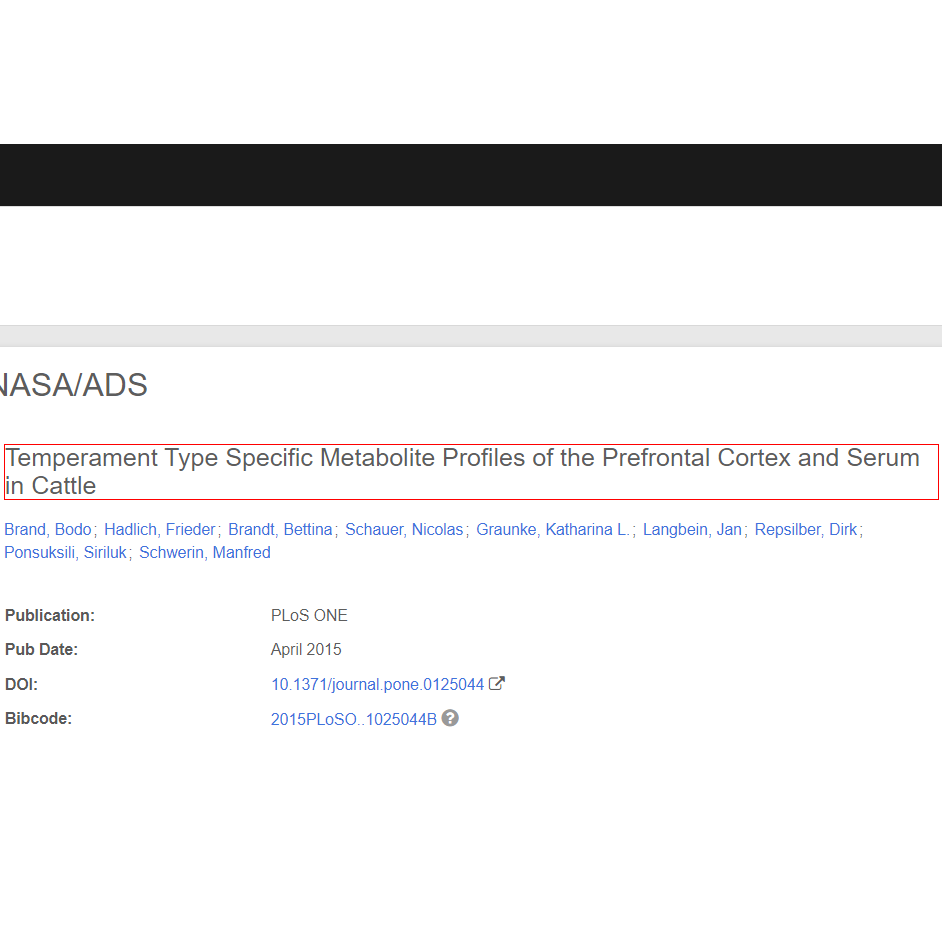 NASA/ADS
Temperament Type Specific Metabolite Profiles of the Prefrontal Cortex and Serum
in Cattle
Brand, Bodo; Hadlich, Frieder; Brandt, Bettina; Schauer, Nicolas; Graunke, Katharina L.; Langbein, Jan; Repsilber, Dirk;
Ponsuksili, Siriluk; Schwerin, Manfred
Publication: PLoS ONE
Pub Date: April 2015
DOI: 10.1371/journal.pone.0125044
Bibcode: 2015PLoSO..1025044B ?